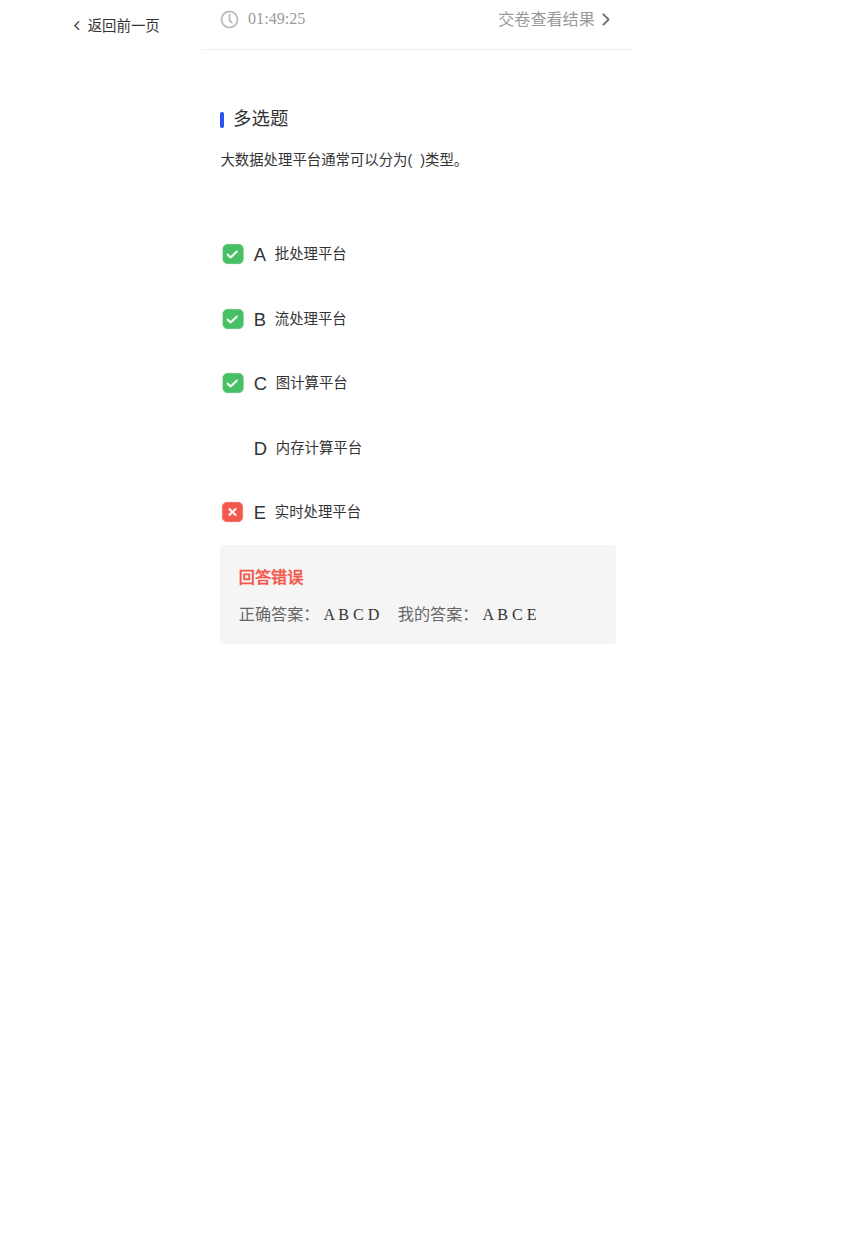 返回前一页
01:49:25 交卷查看结果
多选题
大数据处理平台通常可以分为( )类型。
A 批处理平台
B 流处理平台
C 图计算平台
D 内存计算平台
E 实时处理平台
回答错误
正确答案： A B C D 我的答案： A B C E